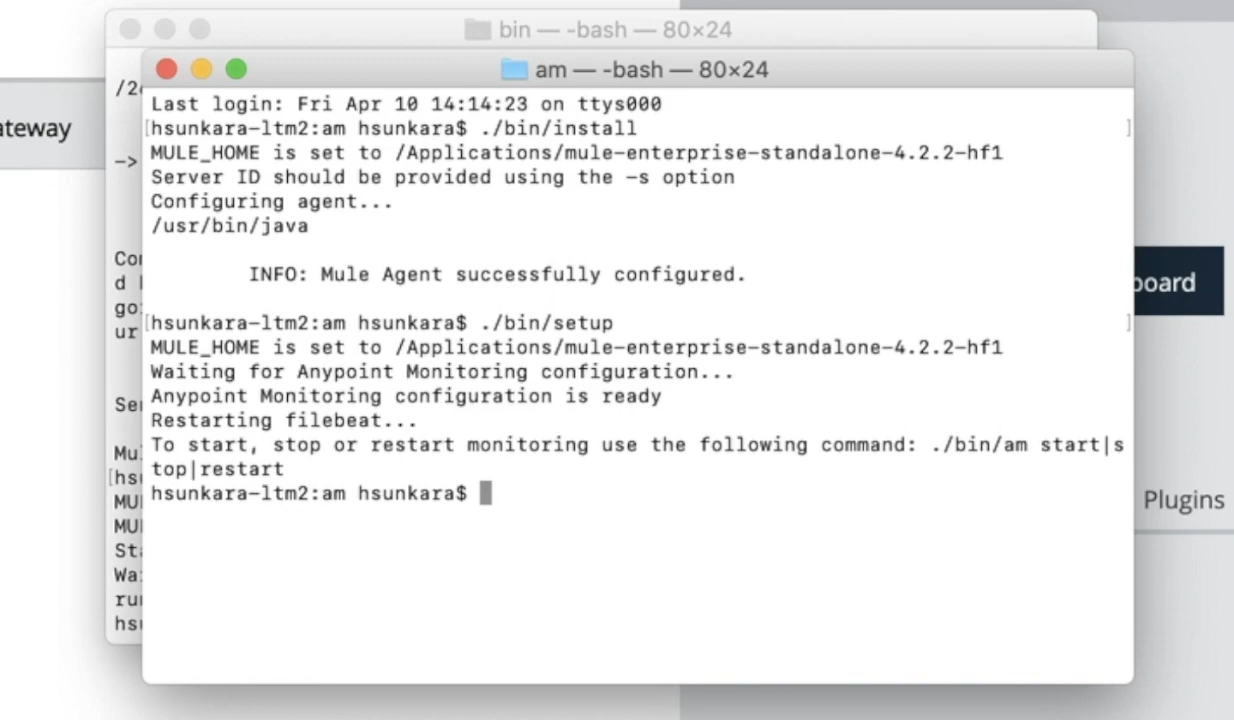 bin — -bash — 80×24
am — -bash — 80×24
Last login: Fri Apr 10 14:14:23 on ttys000
[hsunkara-ltm2:am hsunkara$ ./bin/install ]
MULE_HOME is set to /Applications/mule-enterprise-standalone-4.2.2-hf1
Server ID should be provided using the -s option
Configuring agent...
/usr/bin/java
INFO: Mule Agent successfully configured.
[hsunkara-ltm2:am hsunkara$ ./bin/setup ]
MULE_HOME is set to /Applications/mule-enterprise-standalone-4.2.2-hf1
Waiting for Anypoint Monitoring configuration...
Anypoint Monitoring configuration is ready
Restarting filebeat...
To start, stop or restart monitoring use the following command: ./bin/am start|s
top|restart
hsunkara-ltm2:am hsunkara$
->
d
ur
Plugins